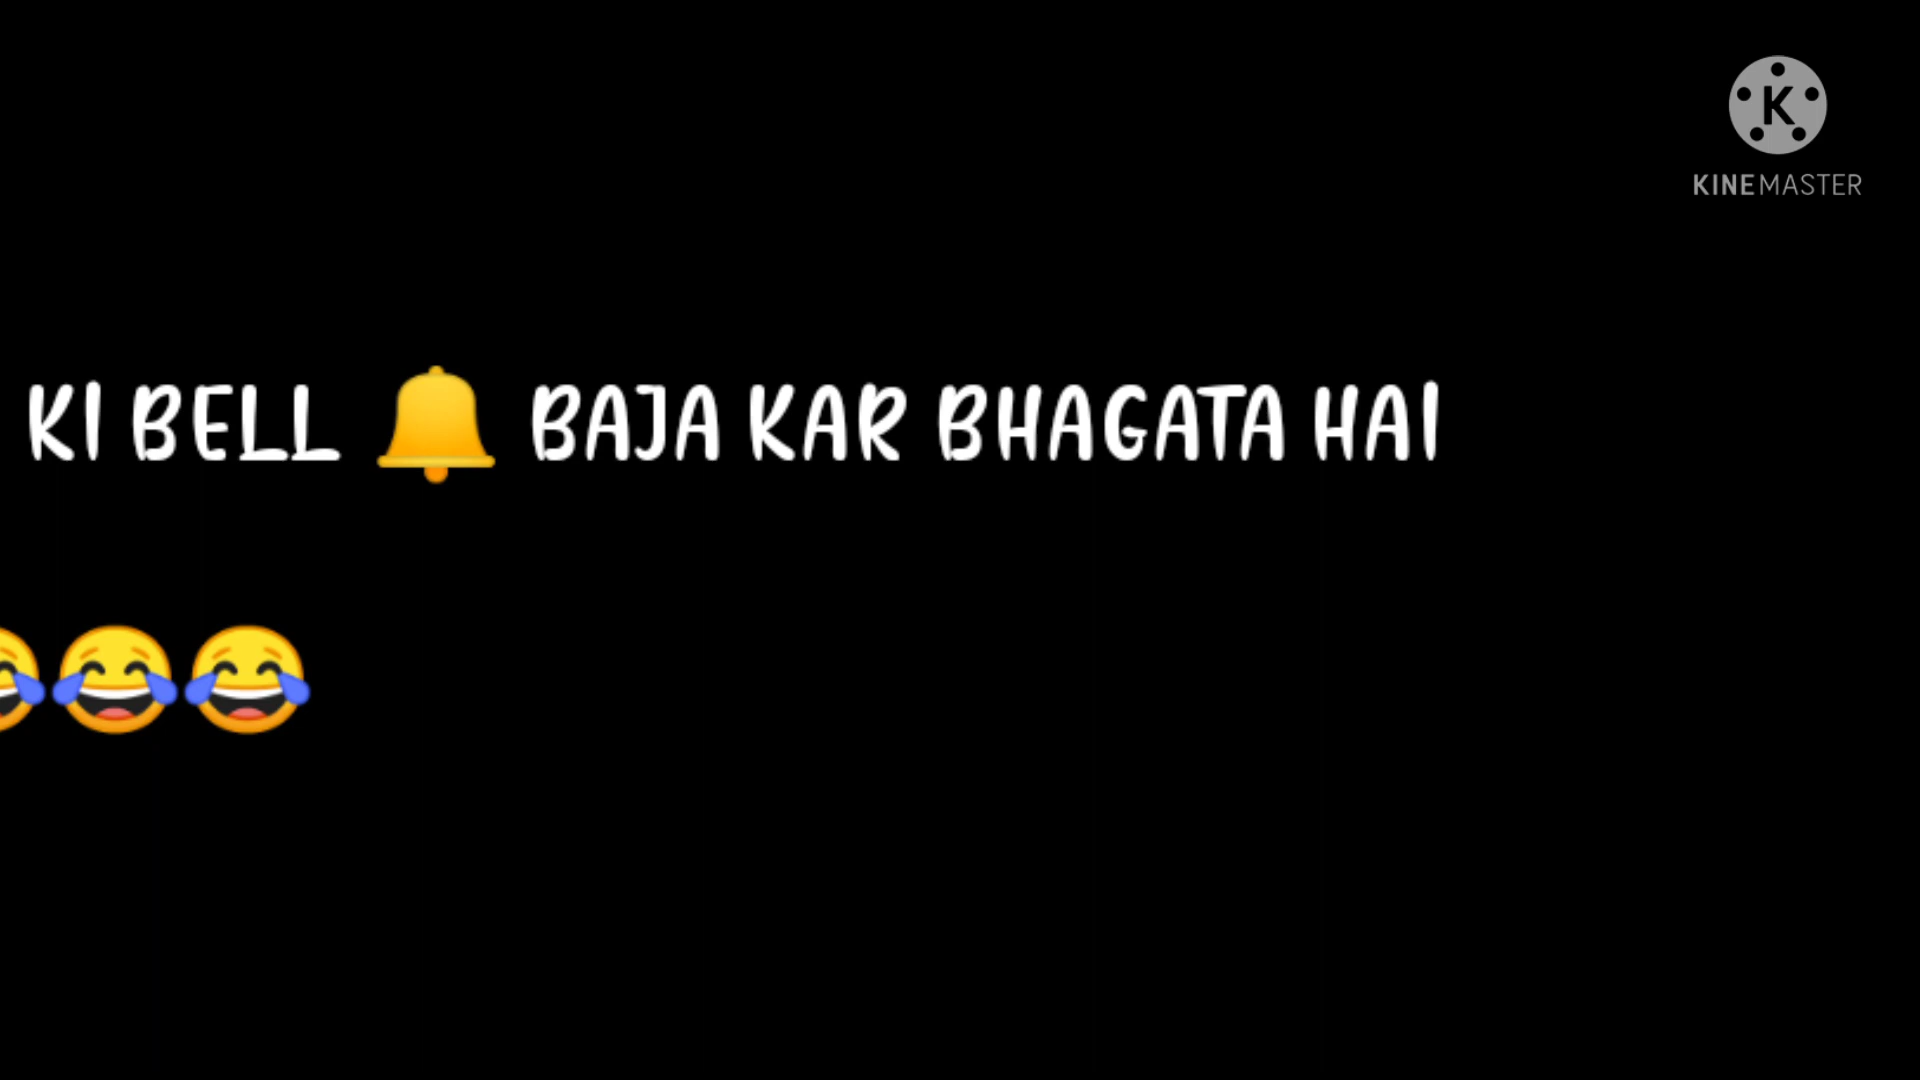 KINEMASTER
KI BELL 🔔 BAJA KAR BHAGATA HAI
😂😂😂